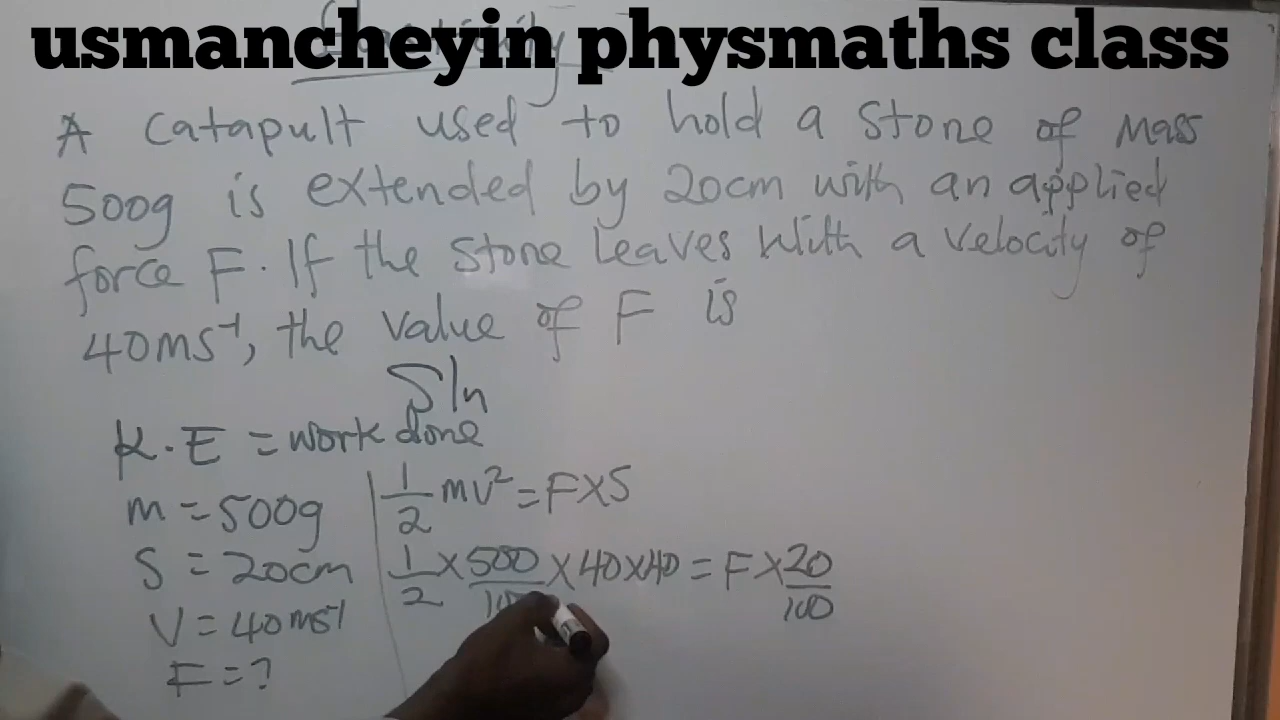 usmancheyin physmaths class
A catapult used to hold a stone of mass
500g is extended by 20cm with an applied
force F. If the stone leaves with a velocity of
40ms⁻¹, the value of F is
Sln
K.E = work done
m = 500g
S = 20cm
V = 40ms⁻¹
F = ?
1/2 mv² = F×S
1/2 × 500/ × 40×40 = F × 20/100